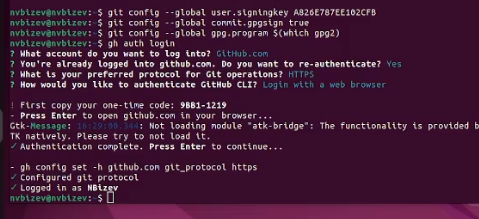 nvbizev@nvbizev:~$ git config --global user.signingkey A826E787EE102CFB
nvbizev@nvbizev:~$ git config --global commit.gpgsign true
nvbizev@nvbizev:~$ git config --global gpg.program $(which gpg2)
nvbizev@nvbizev:~$ gh auth login
? What account do you want to log into? GitHub.com
? You're already logged into github.com. Do you want to re-authenticate? Yes
? What is your preferred protocol for Git operations? HTTPS
? How would you like to authenticate GitHub CLI? Login with a web browser
! First copy your one-time code: 9BB1-1219
- Press Enter to open github.com in your browser...
Gtk-Message: : Not loading module "atk-bridge": The functionality is provided b
TK natively. Please try to not load it.
✓ Authentication complete. Press Enter to continue...
- gh config set -h github.com git_protocol https
✓ Configured git protocol
✓ Logged in as NBizev
nvbizev@nvbizev:~$